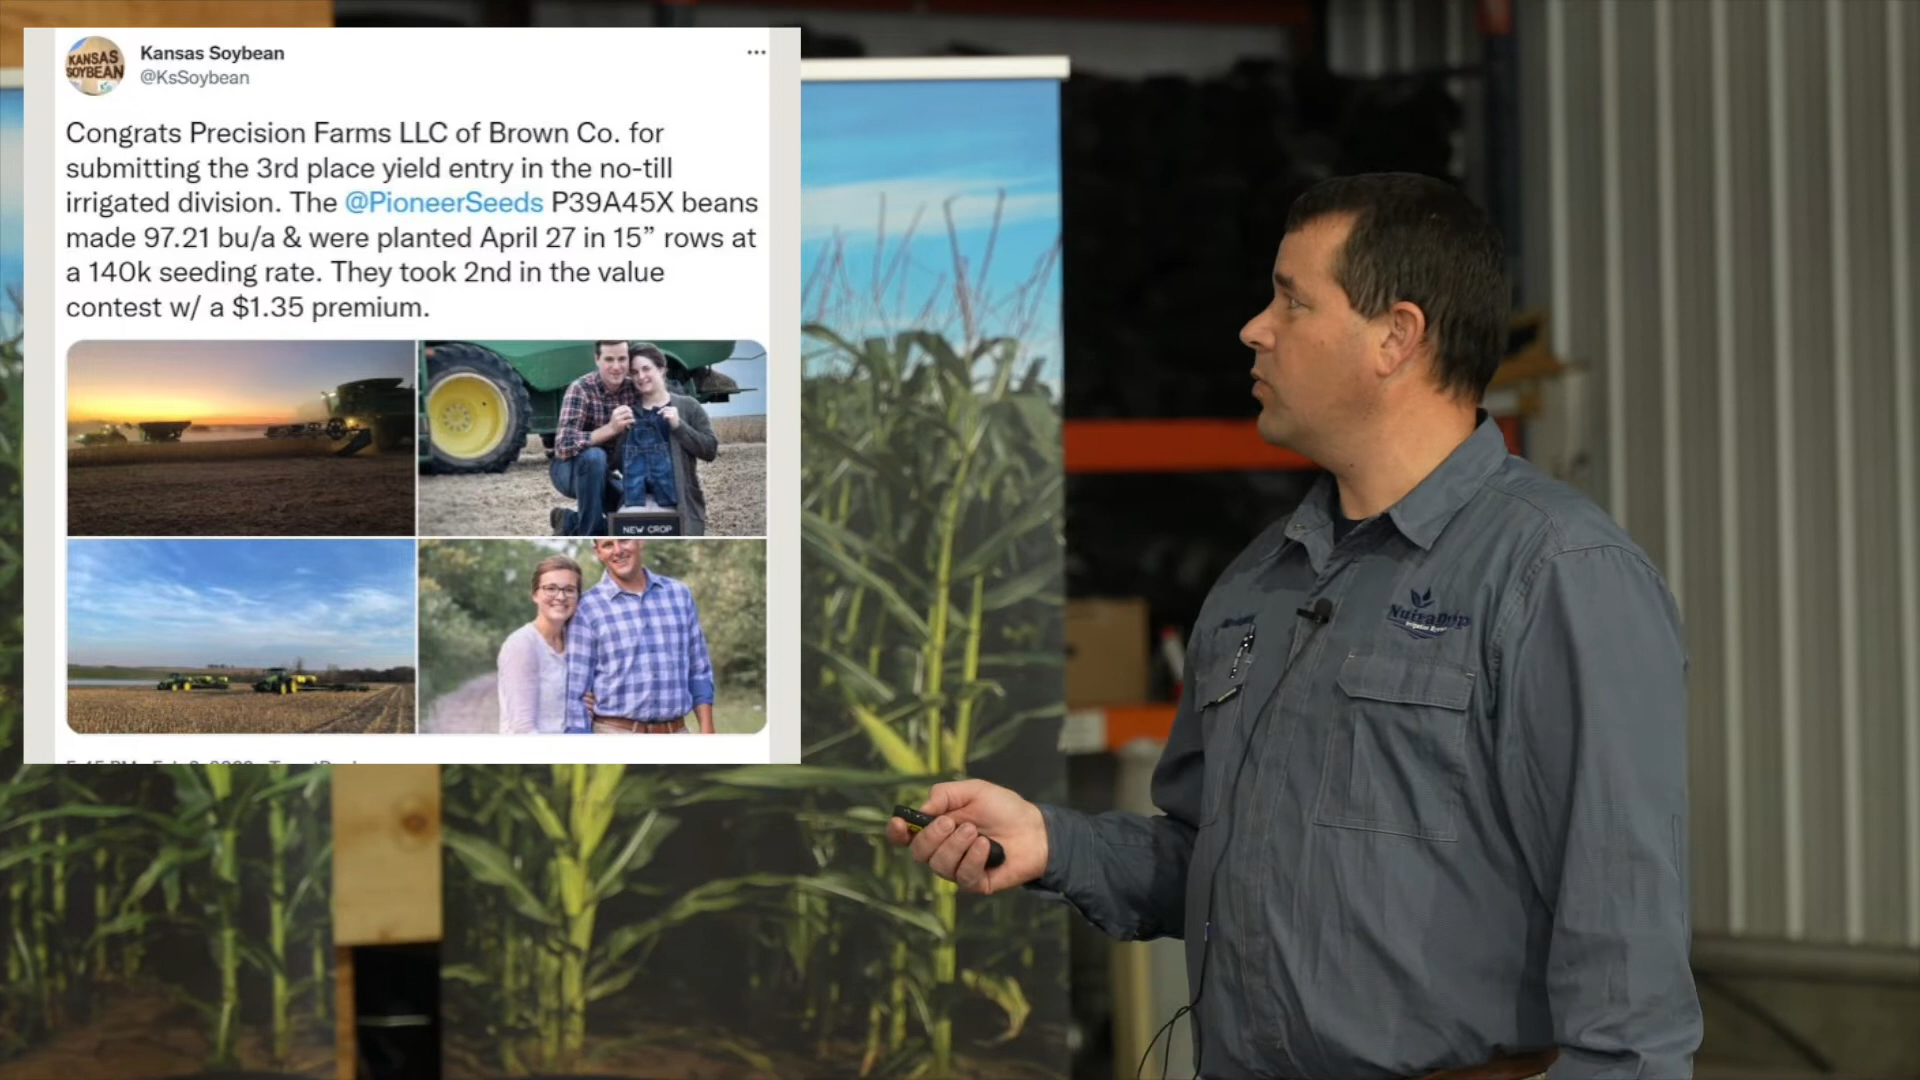 KANSAS
SOYBEAN
Kansas Soybean
@KsSoybean
Congrats Precision Farms LLC of Brown Co. for
submitting the 3rd place yield entry in the no-till
irrigated division. The @PioneerSeeds P39A45X beans
made 97.21 bu/a & were planted April 27 in 15” rows at
a 140k seeding rate. They took 2nd in the value
contest w/ a $1.35 premium.
NEW CROP
NutraDrip